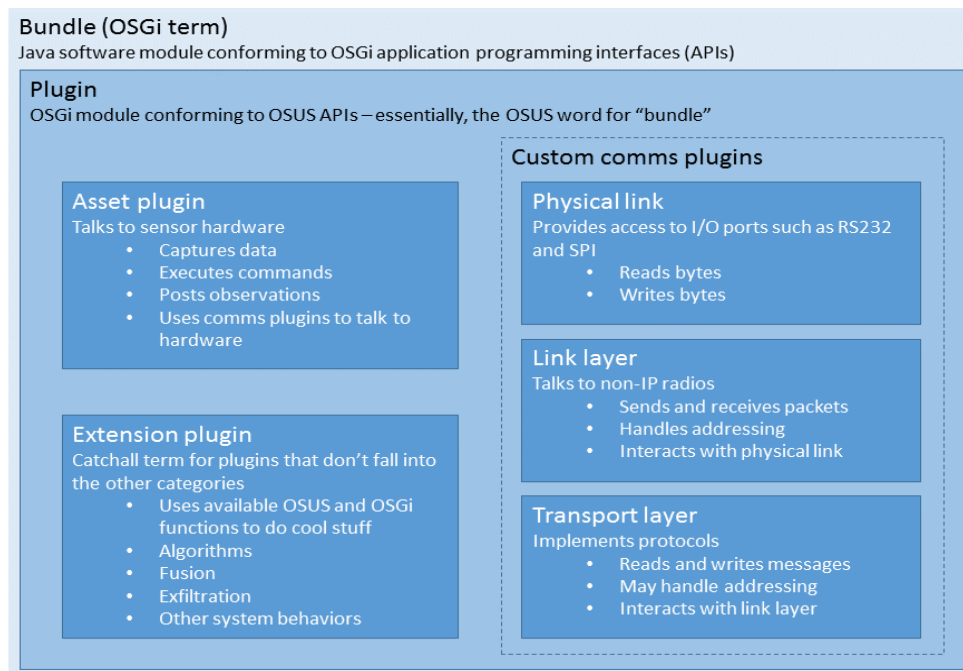 Bundle (OSGi term)
Java software module conforming to OSGi application programming interfaces (APIs)
Plugin
OSGi module conforming to OSUS APIs – essentially, the OSUS word for “bundle”
Asset plugin
Talks to sensor hardware
• Captures data
• Executes commands
• Posts observations
• Uses comms plugins to talk to
hardware
Extension plugin
Catchall term for plugins that don’t fall into
the other categories
• Uses available OSUS and OSGi
functions to do cool stuff
• Algorithms
• Fusion
• Exfiltration
• Other system behaviors
Custom comms plugins
Physical link
Provides access to I/O ports such as RS232
and SPI
• Reads bytes
• Writes bytes
Link layer
Talks to non-IP radios
• Sends and receives packets
• Handles addressing
• Interacts with physical link
Transport layer
Implements protocols
• Reads and writes messages
• May handle addressing
• Interacts with link layer